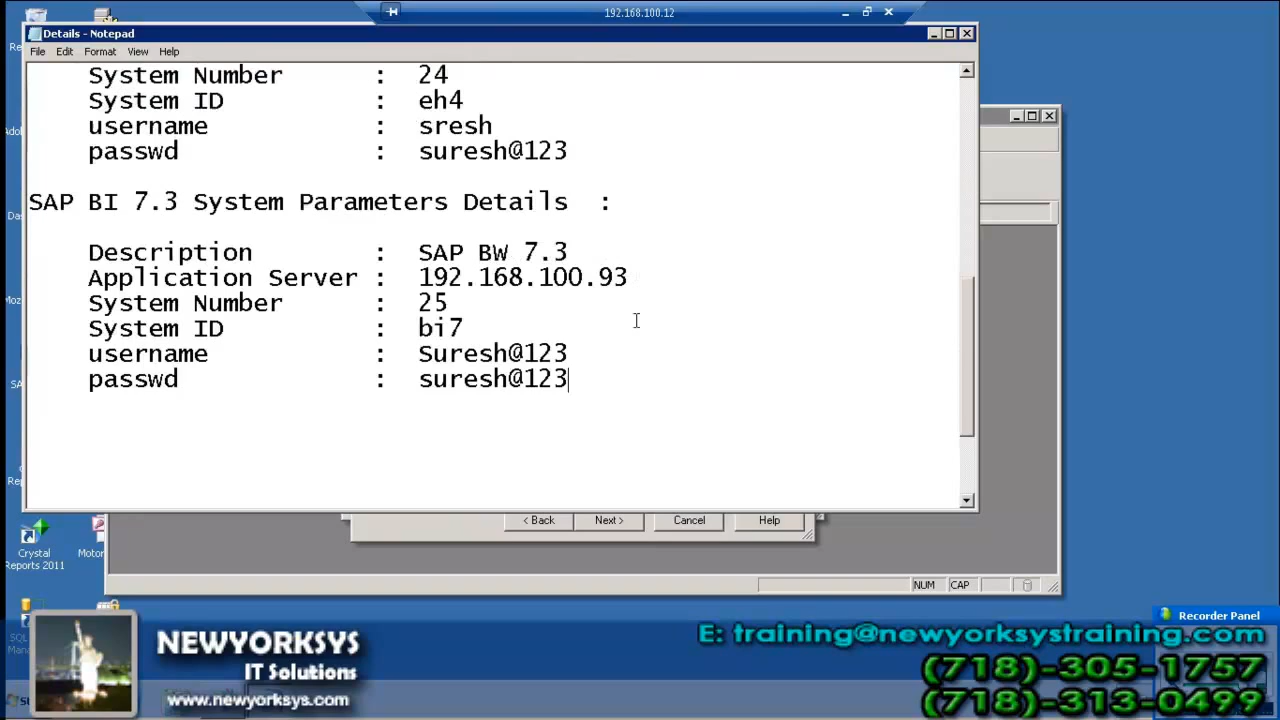 192.168.100.12
Details - Notepad
File Edit Format View Help
System Number : 24
System ID : eh4
username : sresh
passwd : suresh@123
SAP BI 7.3 System Parameters Details :
Description : SAP BW 7.3
Application Server : 192.168.100.93
System Number : 25
System ID : bi7
username : Suresh@123
passwd : suresh@123
< Back Next > Cancel Help
Crystal
Reports 2011
NUM CAP
Recorder Panel
NEWYORKSYS
IT Solutions
www.newyorksys.com
E: training@newyorksystraining.com
(718)-305-1757
(718)-313-0499